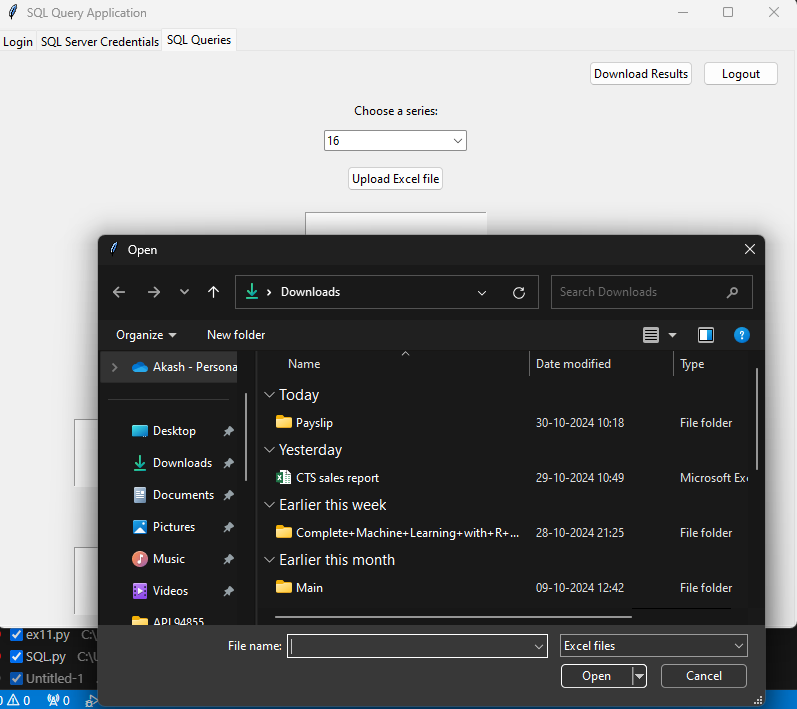 SQL Query Application
Login SQL Server Credentials SQL Queries
Download Results Logout
Choose a series:
16
Upload Excel file
Open
Downloads Search Downloads
Organize New folder
?
Akash - Persona
Name Date modified Type
Today
Desktop
Payslip 30-10-2024 10:18 File folder
Yesterday
Downloads
CTS sales report 29-10-2024 10:49 Microsoft Ex
Documents
Earlier this week
Pictures
Complete+Machine+Learning+with+R+... 28-10-2024 21:25 File folder
Music
Earlier this month
Videos
Main 09-10-2024 12:42 File folder
API 94855
ex11.py C:\
File name: Excel files
SQL.py C:\U
Untitled-1
Open Cancel
0 0